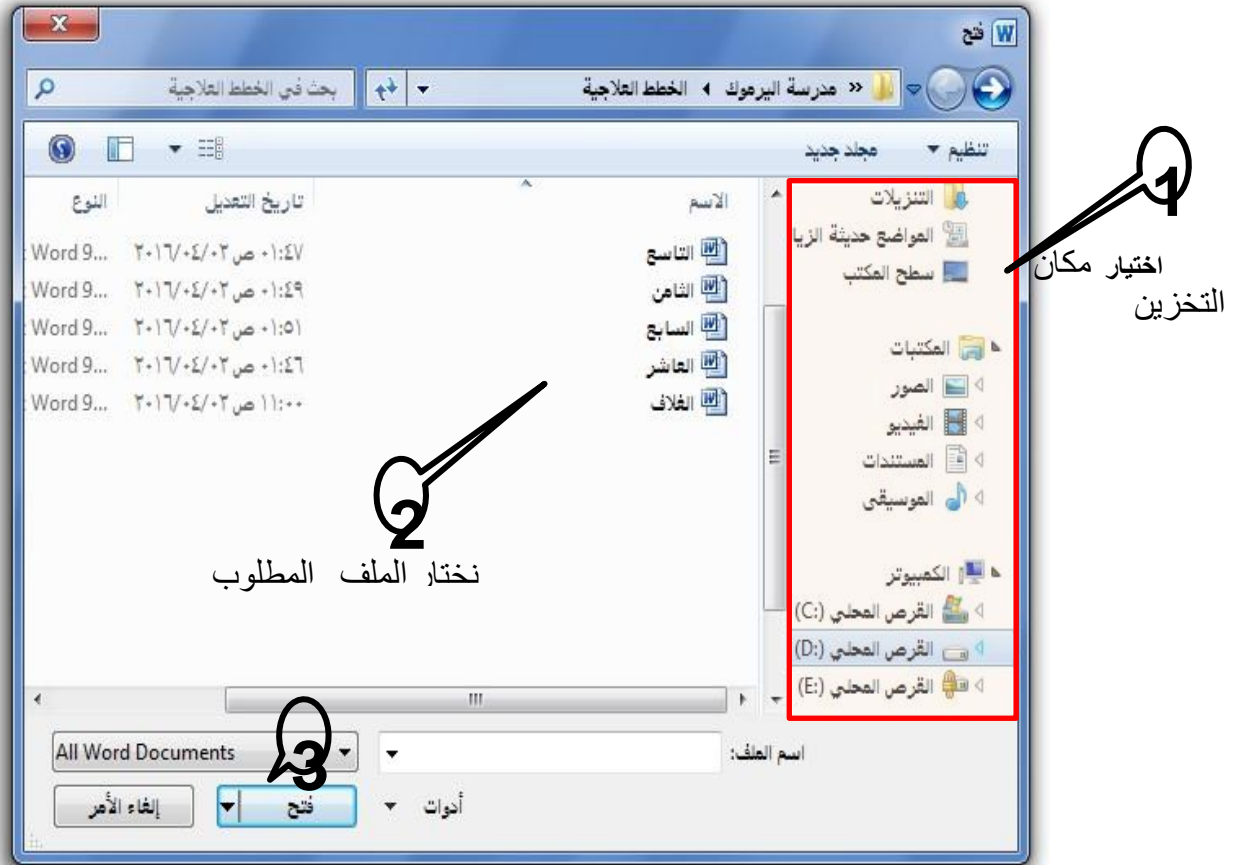 فتح
« مدرسة اليرموك الخطط العلاجية
بحث في الخطط العلاجية
تنظيم مجلد جديد
التنزيلات
المواضع حديثة الزيا
سطح المكتب
المكتبات
الصور
الفيديو
المستندات
الموسيقى
الكمبيوتر
القرص المحلي (C:)
القرص المحلي (D:)
القرص المحلي (E:)
الاسم تاريخ التعديل النوع
التاسع ٠١:٤٧ ص ٢٠١٦/٠٤/٠٢ Word 9...
الثامن ٠١:٤٩ ص ٢٠١٦/٠٤/٠٢ Word 9...
السابع ٠١:٥١ ص ٢٠١٦/٠٤/٠٢ Word 9...
العاشر ٠١:٤٦ ص ٢٠١٦/٠٤/٠٢ Word 9...
الغلاف ١١:٠٠ ص ٢٠١٦/٠٤/٠٢ Word 9...
1
اختيار مكان
التخزين
2
نختار الملف المطلوب
اسم الملف:
All Word Documents
3
أدوات فتح إلغاء الأمر